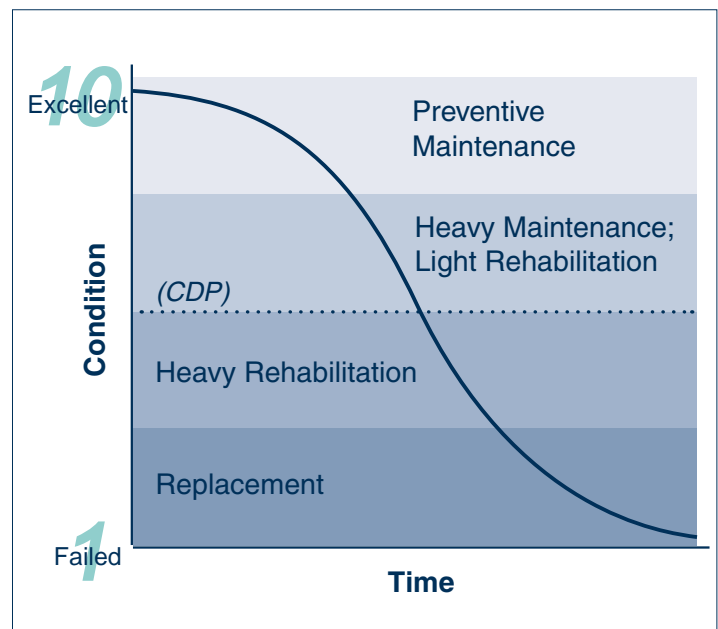 10
Excellent
Preventive
Maintenance
Heavy Maintenance;
Light Rehabilitation
(CDP)
Condition
Heavy Rehabilitation
Replacement
1
Failed
Time